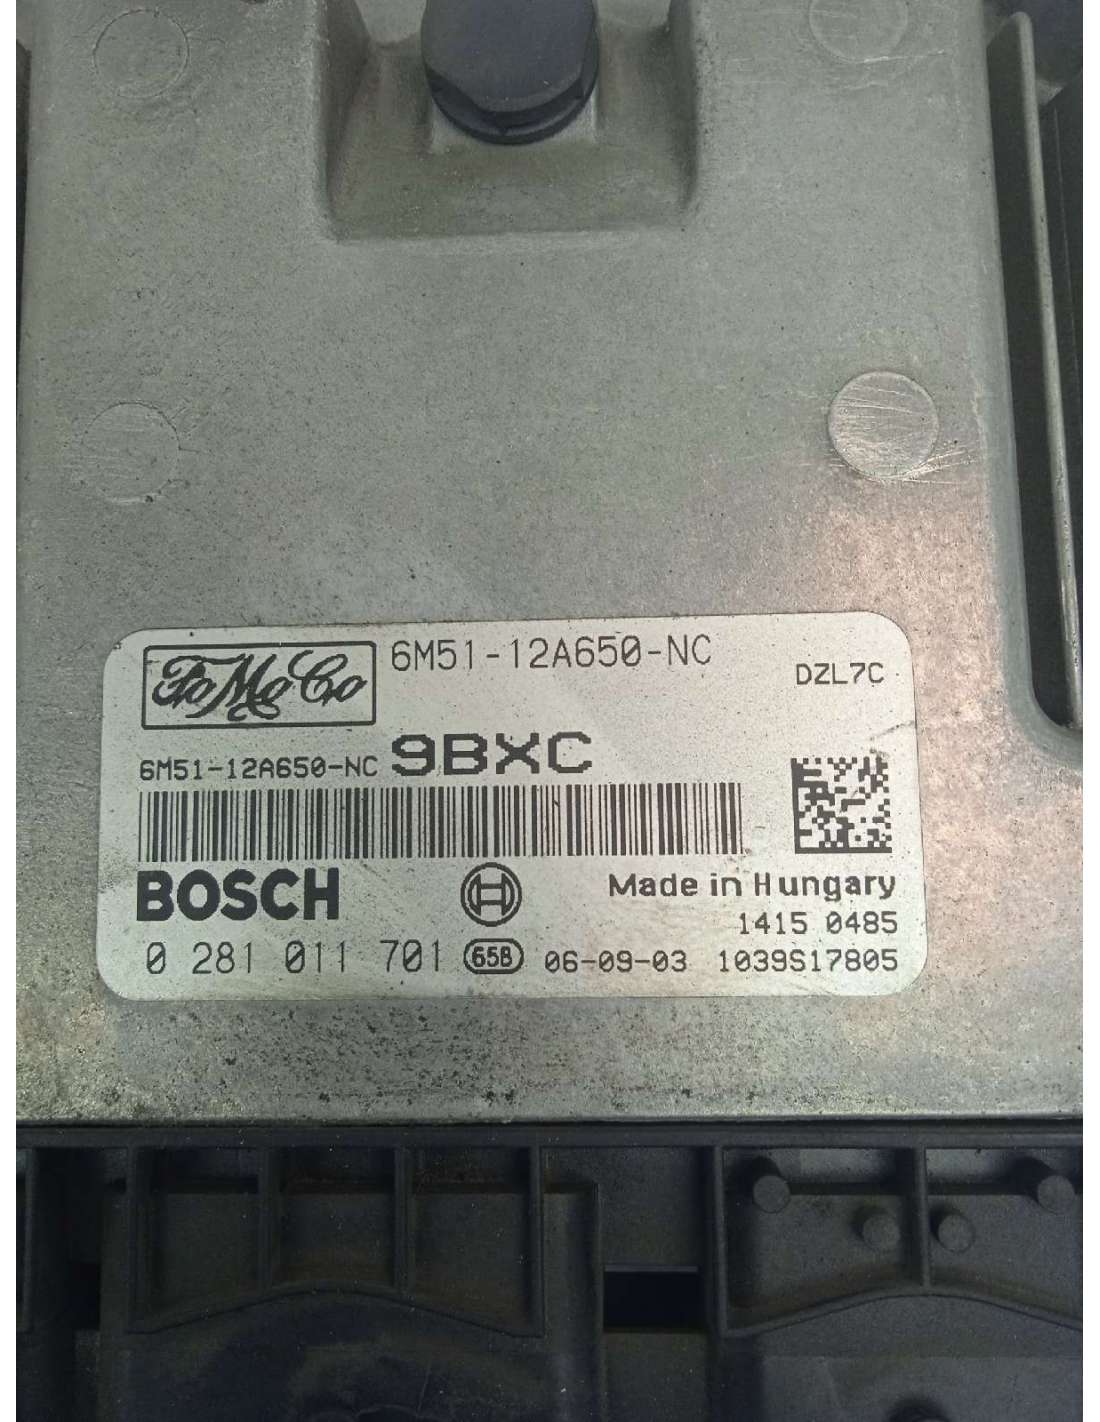 FoMoCo 6M51-12A650-NC
DZL7C
6M51-12A650-NC 9BXC
BOSCH
Made in Hungary
1415 0485
0 281 011 701 65B 06-09-03 1039S17805